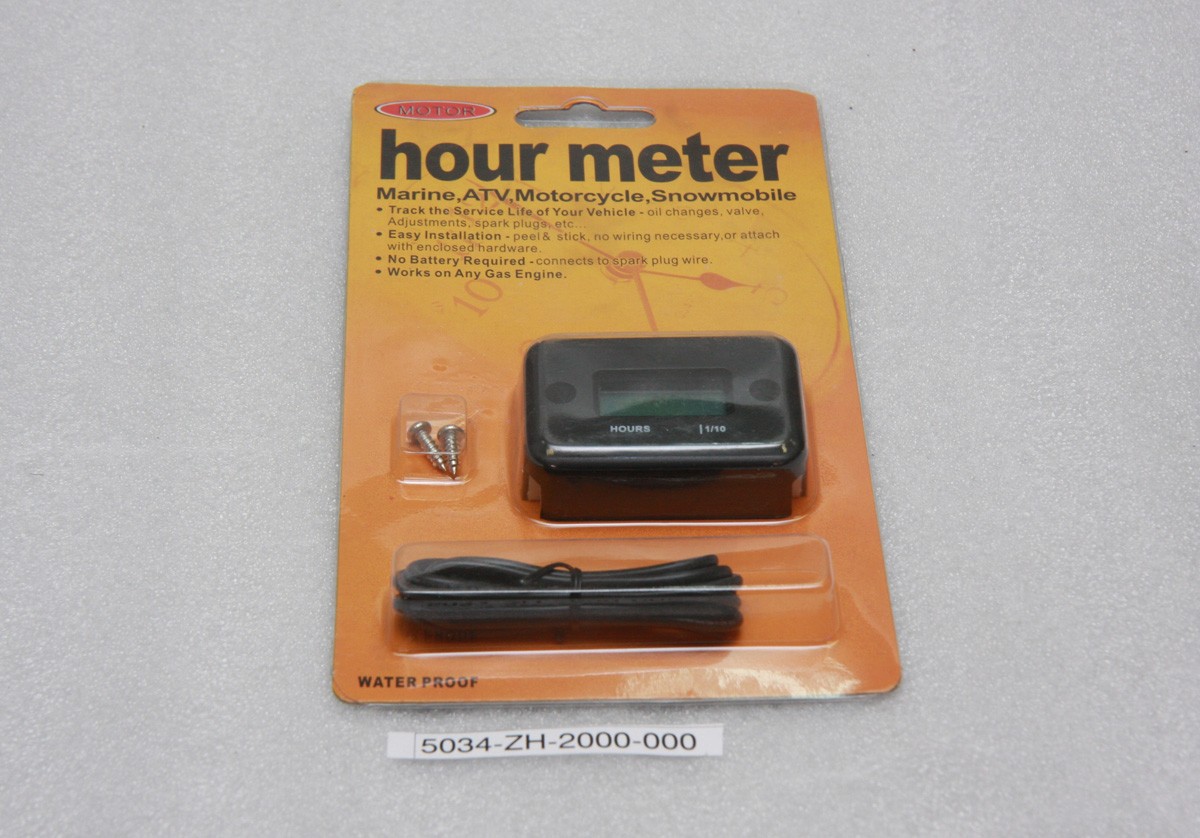 MOTOR
hour meter
Marine,ATV,Motorcycle,Snowmobile
• Track the Service Life of Your Vehicle - oil changes, valve,
Adjustments, spark plugs, etc...
• Easy Installation - peel & stick, no wiring necessary,or attach
with enclosed hardware.
• No Battery Required - connects to spark plug wire.
• Works on Any Gas Engine.
10
HOURS 1/10
WATER PROOF
5034-ZH-2000-000